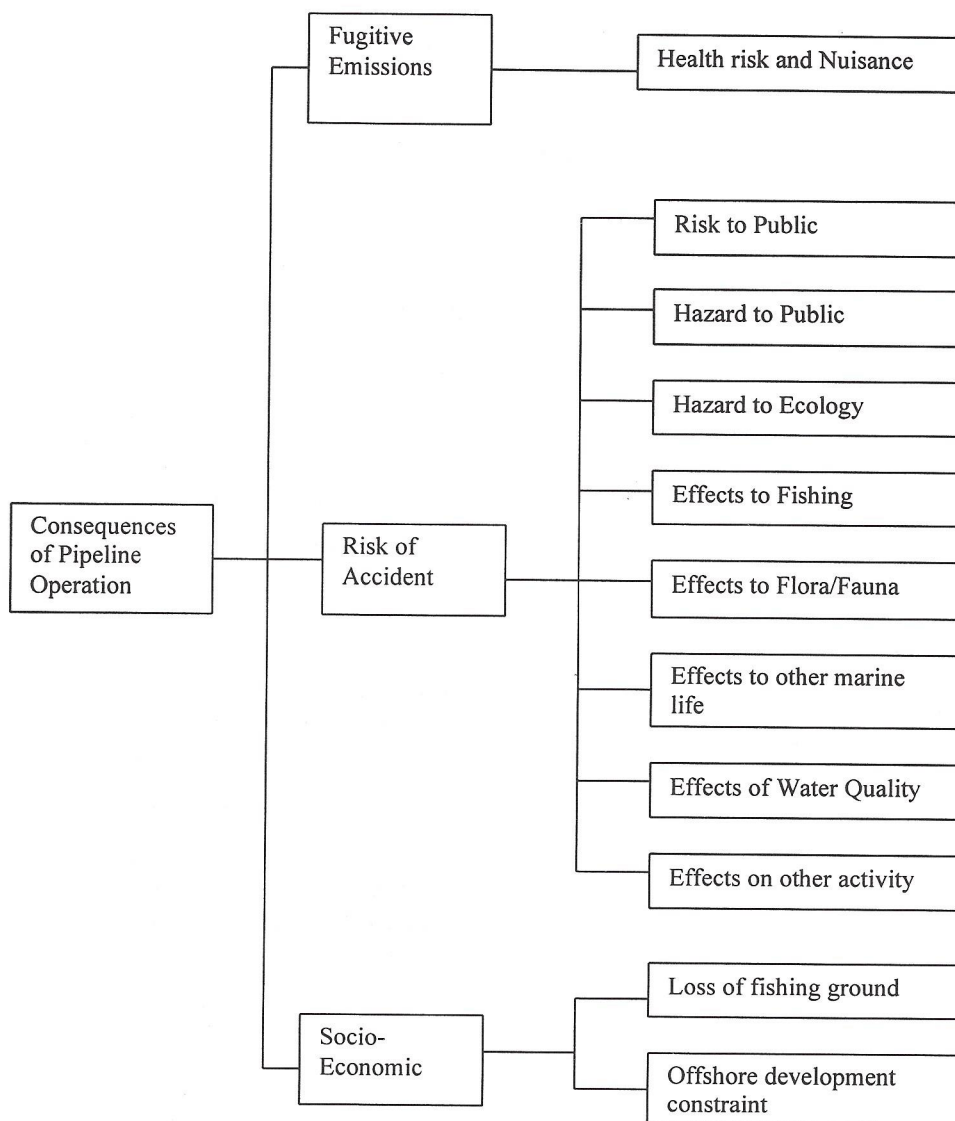 Fugitive
Emissions
Health risk and Nuisance
Risk to Public
Hazard to Public
Hazard to Ecology
Effects to Fishing
Consequences
of Pipeline
Operation
Risk of
Accident
Effects to Flora/Fauna
Effects to other marine
life
Effects of Water Quality
Effects on other activity
Loss of fishing ground
Socio-
Economic
Offshore development
constraint